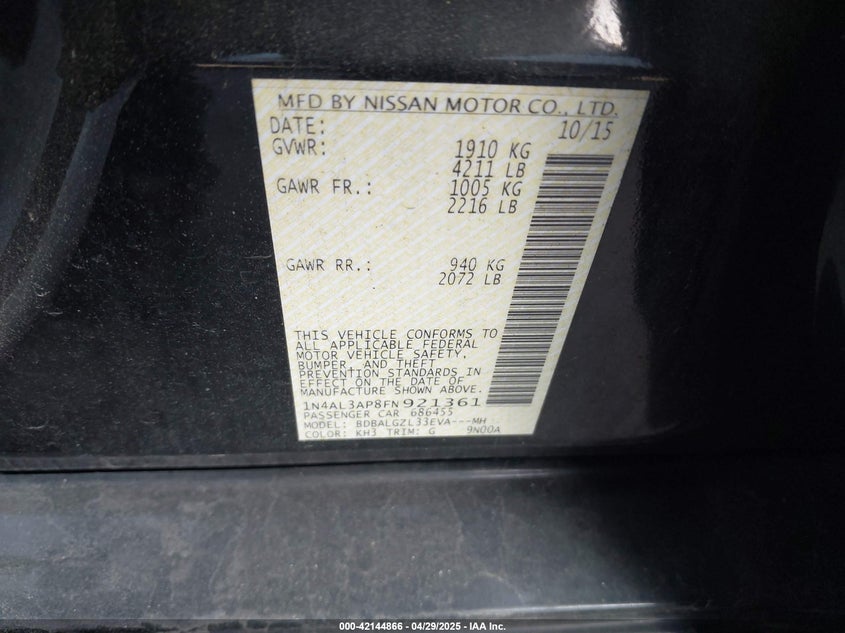 MFD BY NISSAN MOTOR CO., LTD.
DATE: 10/15
GVWR: 1910 KG
4211 LB
GAWR FR.: 1005 KG
2216 LB
GAWR RR.: 940 KG
2072 LB
THIS VEHICLE CONFORMS TO
ALL APPLICABLE FEDERAL
MOTOR VEHICLE SAFETY,
BUMPER, AND THEFT
PREVENTION STANDARDS IN
EFFECT ON THE DATE OF
MANUFACTURE SHOWN ABOVE.
1N4AL3AP8FN921361
PASSENGER CAR 686455
MODEL: BDBALGZL33EVA---MH
COLOR: KH3 TRIM: G 9N00A
000-42144866 - 04/29/2025 - IAA Inc.